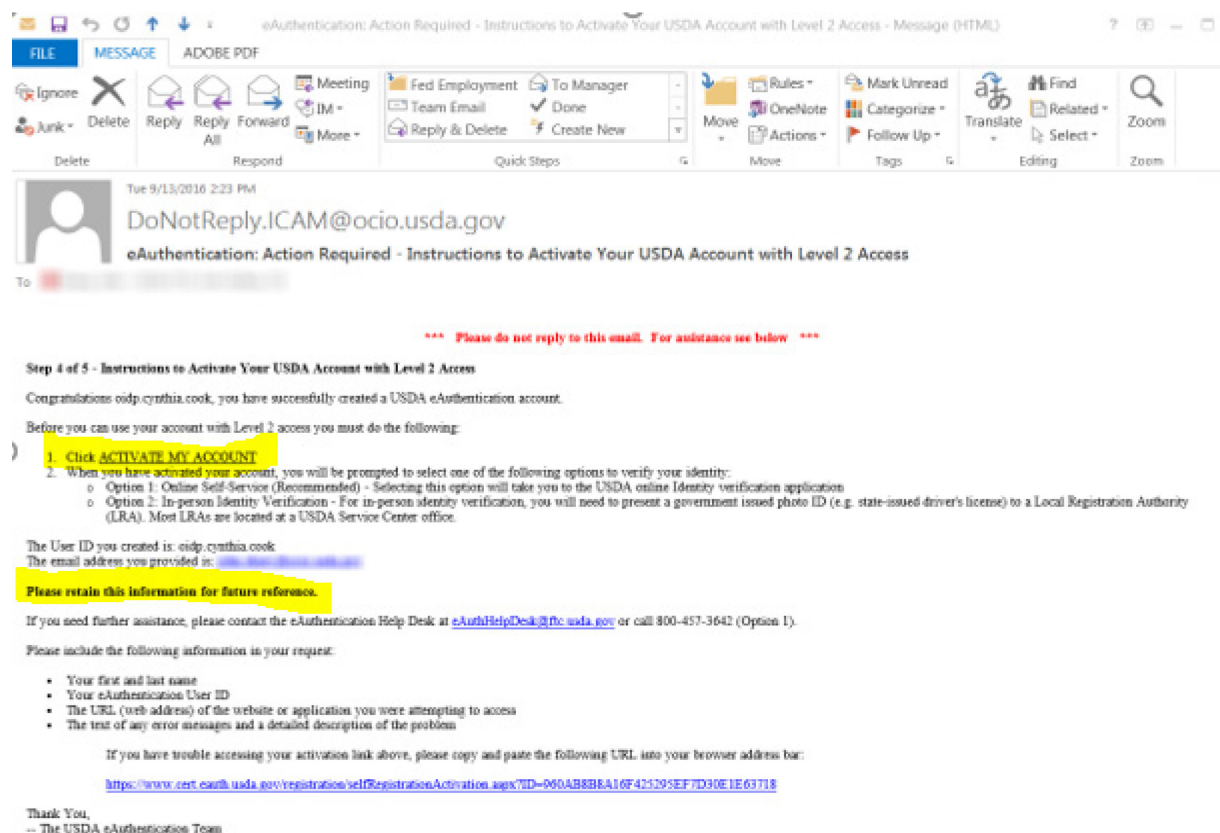 eAuthentication: Action Required - Instructions to Activate Your USDA Account with Level 2 Access - Message (HTML)
FILE MESSAGE ADOBE PDF
Ignore
Junk
Delete
Reply
Reply All
Forward
Meeting
IM
More
Fed Employment To Manager
Team Email Done
Reply & Delete Create New
Move
Rules
OneNote
Actions
Mark Unread
Categorize
Follow Up
Translate
Find
Related
Select
Zoom
Delete Respond Quick Steps Move Tags Editing Zoom
Tue 9/13/2016 2:23 PM
DoNotReply.ICAM@ocio.usda.gov
eAuthentication: Action Required - Instructions to Activate Your USDA Account with Level 2 Access
To
*** Please do not reply to this email. For assistance see below ***
Step 4 of 5 - Instructions to Activate Your USDA Account with Level 2 Access
Congratulations oidp.cynthia.cook, you have successfully created a USDA eAuthentication account.
Before you can use your account with Level 2 access you must do the following:
1. Click ACTIVATE MY ACCOUNT
2. When you have activated your account, you will be prompted to select one of the following options to verify your identity:
o Option 1: Online Self-Service (Recommended) - Selecting this option will take you to the USDA online Identity verification application
o Option 2: In-person Identity Verification - For in-person identity verification, you will need to present a government issued photo ID (e.g. state-issued driver's license) to a Local Registration Authority
(LRA). Most LRAs are located at a USDA Service Center office.
The User ID you created is: oidp.cynthia.cook
The email address you provided is:
Please retain this information for future reference.
If you need further assistance, please contact the eAuthentication Help Desk at eAuthHelpDesk@ftc.usda.gov or call 800-457-3642 (Option 1).
Please include the following information in your request:
• Your first and last name
• Your eAuthentication User ID
• The URL (web address) of the website or application you were attempting to access
• The text of any error messages and a detailed description of the problem
If you have trouble accessing your activation link above, please copy and paste the following URL into your browser address bar:
https://www.cert.eauth.usda.gov/registration/selfRegistrationActivation.aspx?ID=960AB8B8A16F425295EF7D30E1E63718
Thank You,
-- The USDA eAuthentication Team